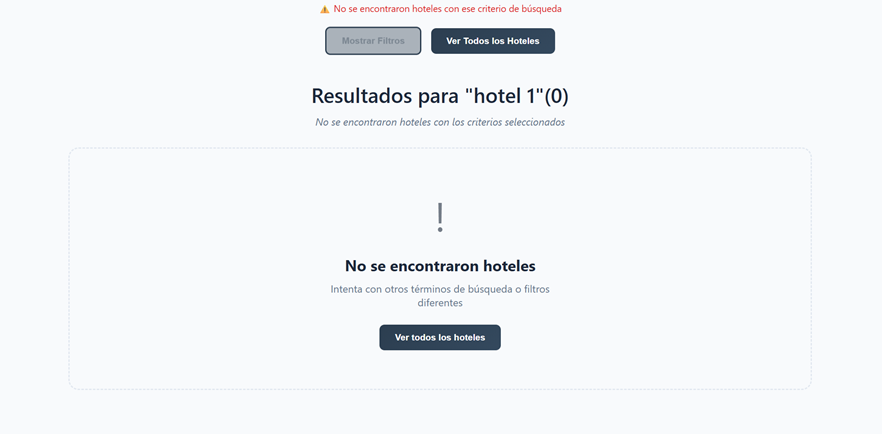 ⚠ No se encontraron hoteles con ese criterio de búsqueda
Mostrar Filtros
Ver Todos los Hoteles
Resultados para "hotel 1"(0)
No se encontraron hoteles con los criterios seleccionados
!
No se encontraron hoteles
Intenta con otros términos de búsqueda o filtros
diferentes
Ver todos los hoteles